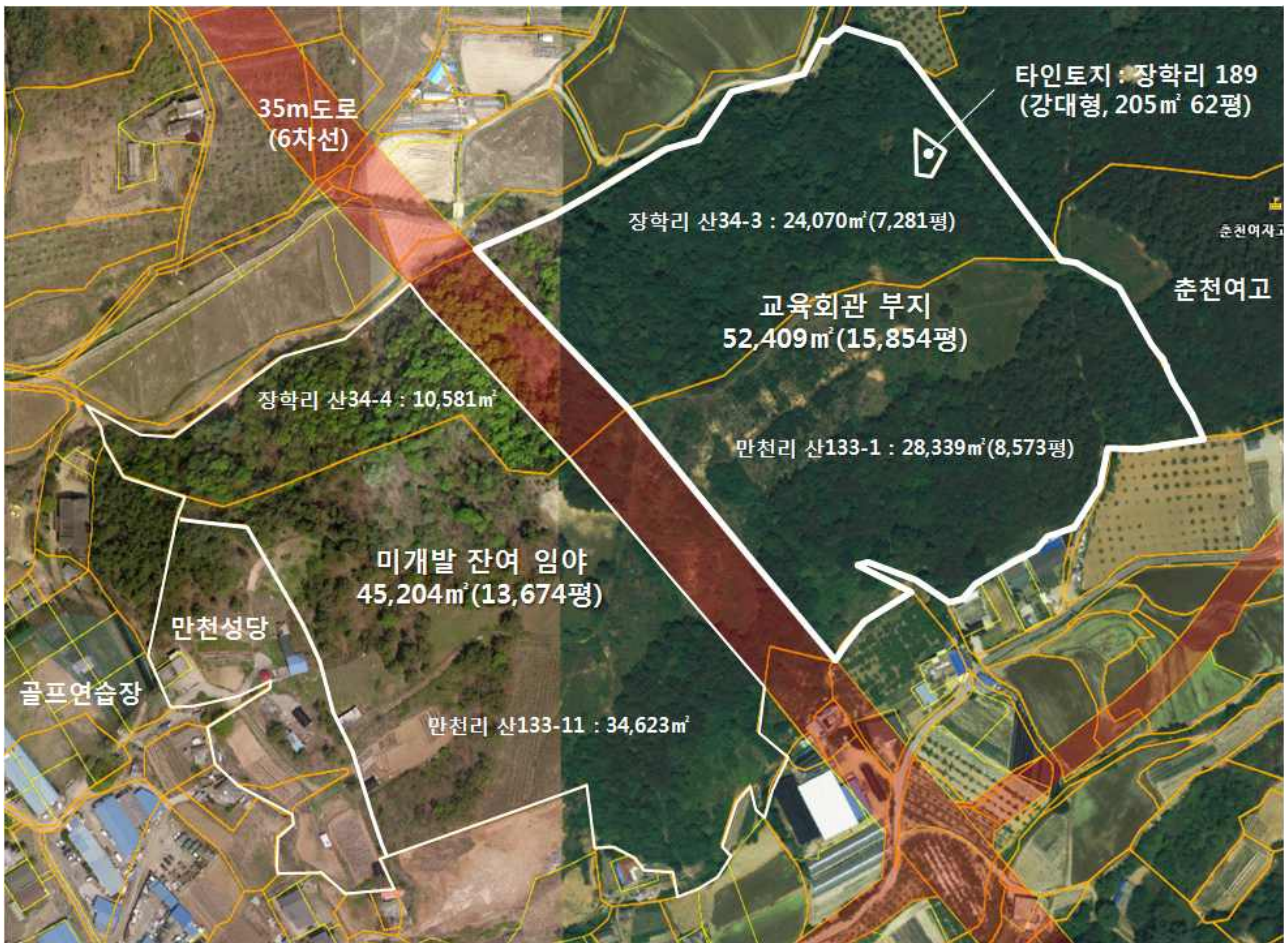 35m도로
(6차선)
타인토지 : 장학리 189
(강대형, 205㎡ 62평)
장학리 산34-3 : 24,070㎡(7,281평)
춘천여자고
춘천여고
교육회관 부지
52,409㎡(15,854평)
장학리 산34-4 : 10,581㎡
만천리 산133-1 : 28,339㎡(8,573평)
미개발 잔여 임야
45,204㎡(13,674평)
만천성당
골프연습장
만천리 산133-11 : 34,623㎡